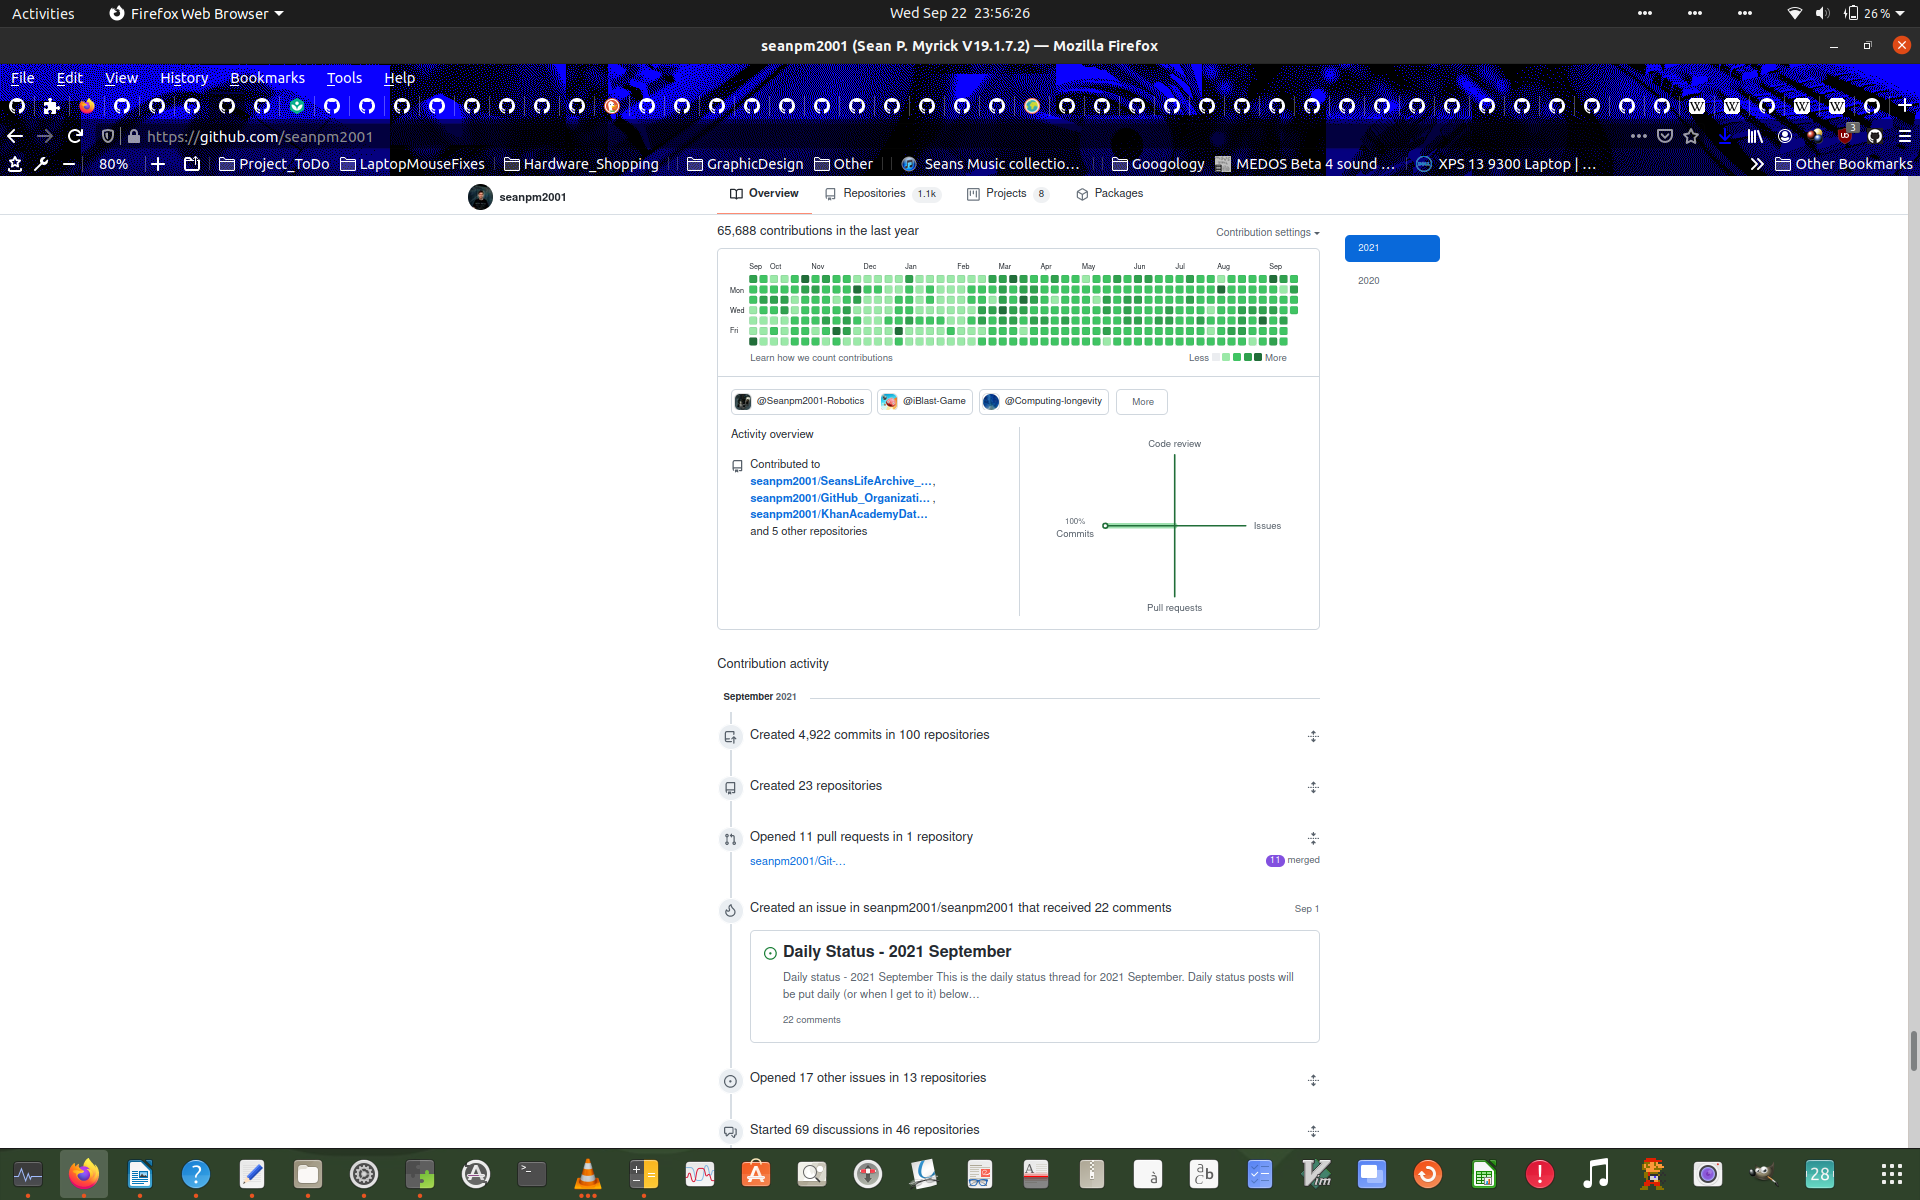 Activities
Firefox Web Browser
Wed Sep 22 23:56:26
26 %
seanpm2001 (Sean P. Myrick V19.1.7.2) — Mozilla Firefox
File Edit View History Bookmarks Tools Help
https://github.com/seanpm2001
3
80%
Project_ToDo
LaptopMouseFixes
Hardware_Shopping
GraphicDesign
Other
Seans Music collectio…
Googology
MEDOS Beta 4 sound …
XPS 13 9300 Laptop | …
Other Bookmarks
seanpm2001
Overview
Repositories 1.1k
Projects 8
Packages
65,688 contributions in the last year
Contribution settings
2021
2020
Sep Oct Nov Dec Jan Feb Mar Apr May Jun Jul Aug Sep
Mon
Wed
Fri
Learn how we count contributions
Less More
@Seanpm2001-Robotics
@iBlast-Game
@Computing-longevity
More
Activity overview
Contributed to
seanpm2001/SeansLifeArchive_…,
seanpm2001/GitHub_Organizati… ,
seanpm2001/KhanAcademyDat…
and 5 other repositories
Code review
100%
Commits
Issues
Pull requests
Contribution activity
September 2021
Created 4,922 commits in 100 repositories
Created 23 repositories
Opened 11 pull requests in 1 repository
seanpm2001/Git-…
11 merged
Created an issue in seanpm2001/seanpm2001 that received 22 comments
Sep 1
Daily Status - 2021 September
Daily status - 2021 September This is the daily status thread for 2021 September. Daily status posts will
be put daily (or when I get to it) below…
22 comments
Opened 17 other issues in 13 repositories
Started 69 discussions in 46 repositories
28